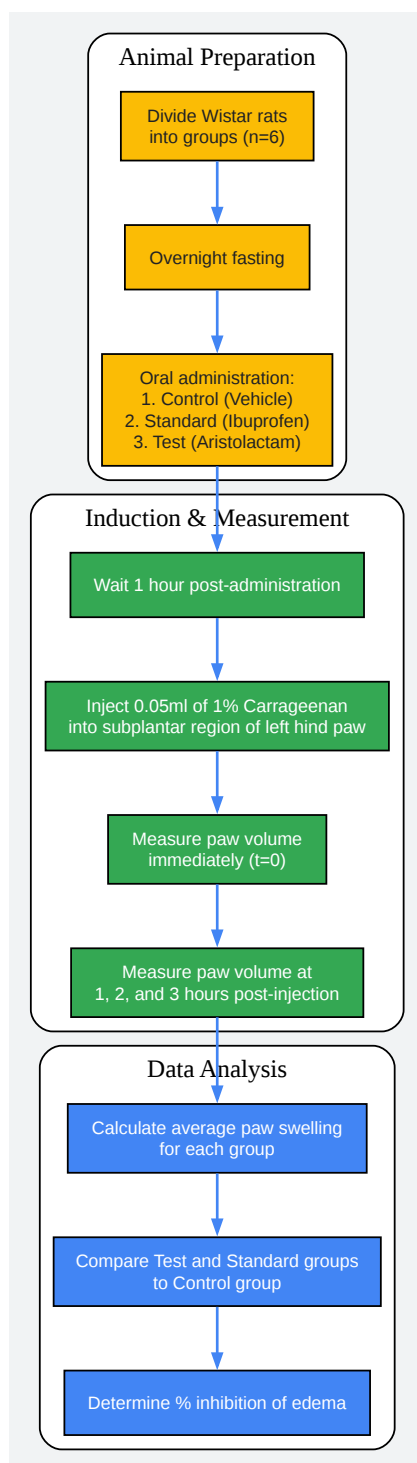 Animal Preparation
Divide Wistar rats
into groups (n=6)
Overnight fasting
Oral administration:
1. Control (Vehicle)
2. Standard (Ibuprofen)
3. Test (Aristolactam)
Induction & Measurement
Wait 1 hour post-administration
Inject 0.05ml of 1% Carrageenan
into subplantar region of left hind paw
Measure paw volume
immediately (t=0)
Measure paw volume at
1, 2, and 3 hours post-injection
Data Analysis
Calculate average paw swelling
for each group
Compare Test and Standard groups
to Control group
Determine % inhibition of edema